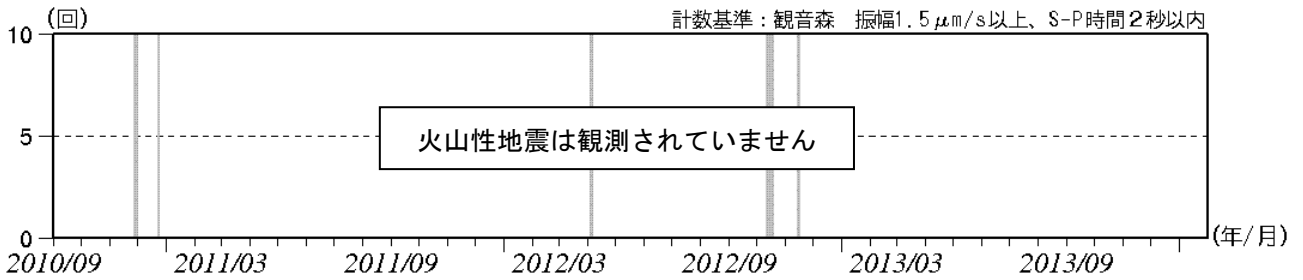 (回)
計数基準：観音森　振幅1.5μm/s以上、S-P時間2秒以内
10
5
火山性地震は観測されていません
0
(年/月)
2010/09 2011/03 2011/09 2012/03 2012/09 2013/03 2013/09